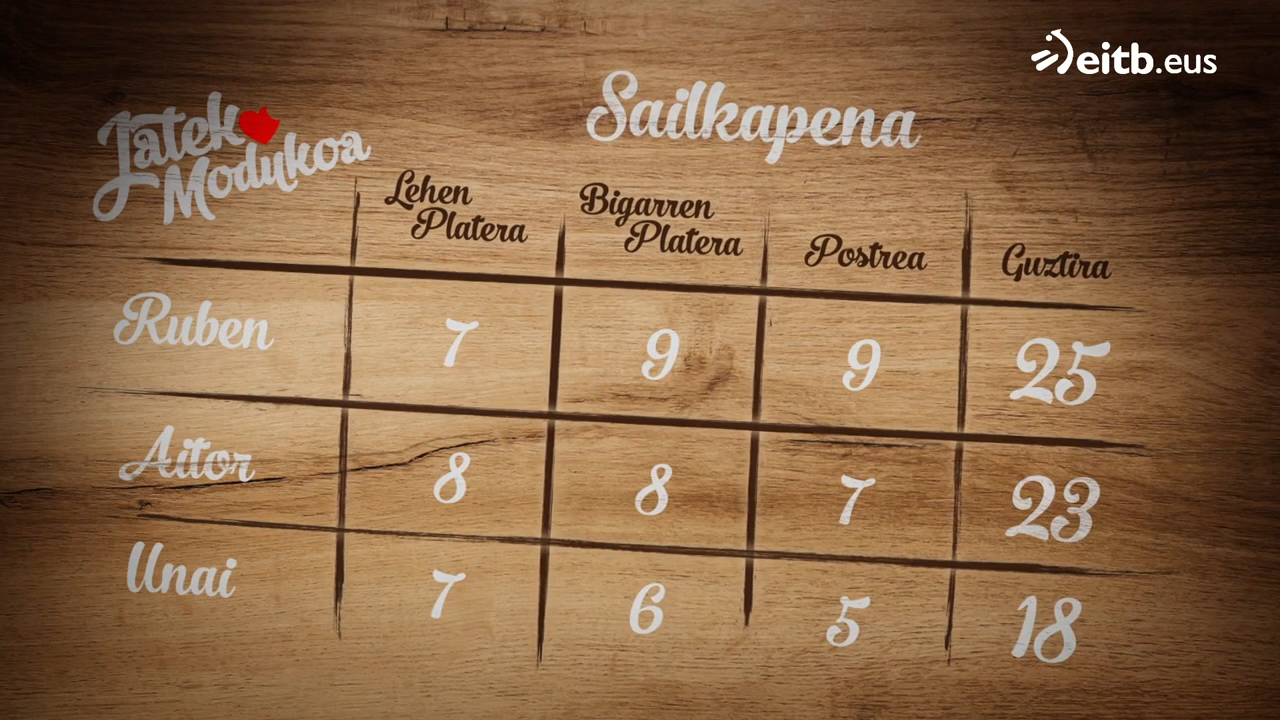 eitb.eus
Jatek
Modukoa
Sailkapena
Lehen
Platera
Bigarren
Platera
Postrea
Guztira
Ruben 7 9 9 25
Aitor 8 8 7 23
Unai 7 6 5 18